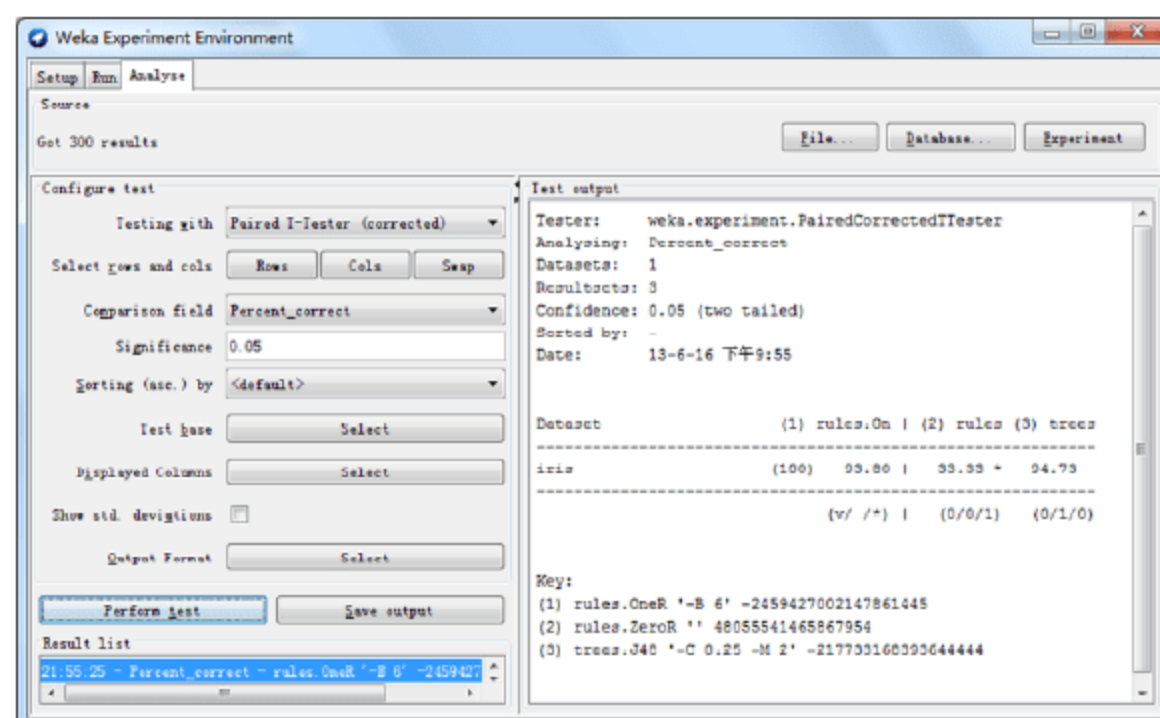 Weka Experiment Environment
Setup Run Analyse
Source
Got 300 results
File... Database... Experiment
Configure test
Testing with Paired T-Tester (corrected)
Select rows and cols Rows Cols Swap
Comparison field Percent_correct
Significance 0.05
Sorting (asc.) by <default>
Test base Select
Displayed Columns Select
Show std. deviations
Output Format Select
Perform test Save output
Result list
21:55:25 - Percent_correct - rules.OneR '-B 6' -2459427
Test output
Tester: weka.experiment.PairedCorrectedTTester
Analysing: Percent_correct
Datasets: 1
Resultsets: 3
Confidence: 0.05 (two tailed)
Sorted by: -
Date: 13-6-16 下午9:55
Dataset (1) rules.On | (2) rules (3) trees
iris (100) 93.80 | 33.33 * 94.73
(v/ /*) | (0/0/1) (0/1/0)
Key:
(1) rules.OneR '-B 6' -2459427002147861445
(2) rules.ZeroR '' 48055541465867954
(3) trees.J48 '-C 0.25 -M 2' -217733168393644444